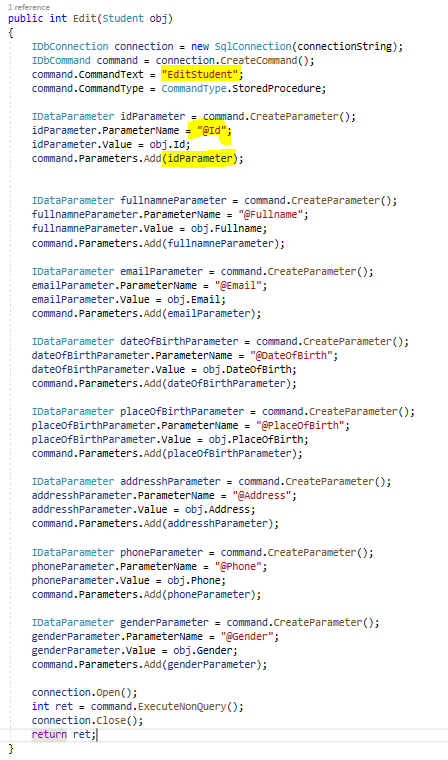 1 reference
public int Edit(Student obj)
{
IDbConnection connection = new SqlConnection(connectionString);
IDbCommand command = connection.CreateCommand();
command.CommandText = "EditStudent";
command.CommandType = CommandType.StoredProcedure;
IDataParameter idParameter = command.CreateParameter();
idParameter.ParameterName = "@Id";
idParameter.Value = obj.Id;
command.Parameters.Add(idParameter);
IDataParameter fullnamneParameter = command.CreateParameter();
fullnamneParameter.ParameterName = "@Fullname";
fullnamneParameter.Value = obj.Fullname;
command.Parameters.Add(fullnamneParameter);
IDataParameter emailParameter = command.CreateParameter();
emailParameter.ParameterName = "@Email";
emailParameter.Value = obj.Email;
command.Parameters.Add(emailParameter);
IDataParameter dateOfBirthParameter = command.CreateParameter();
dateOfBirthParameter.ParameterName = "@DateOfBirth";
dateOfBirthParameter.Value = obj.DateOfBirth;
command.Parameters.Add(dateOfBirthParameter);
IDataParameter placeOfBirthParameter = command.CreateParameter();
placeOfBirthParameter.ParameterName = "@PlaceOfBirth";
placeOfBirthParameter.Value = obj.PlaceOfBirth;
command.Parameters.Add(placeOfBirthParameter);
IDataParameter addresshParameter = command.CreateParameter();
addresshParameter.ParameterName = "@Address";
addresshParameter.Value = obj.Address;
command.Parameters.Add(addresshParameter);
IDataParameter phoneParameter = command.CreateParameter();
phoneParameter.ParameterName = "@Phone";
phoneParameter.Value = obj.Phone;
command.Parameters.Add(phoneParameter);
IDataParameter genderParameter = command.CreateParameter();
genderParameter.ParameterName = "@Gender";
genderParameter.Value = obj.Gender;
command.Parameters.Add(genderParameter);
connection.Open();
int ret = command.ExecuteNonQuery();
connection.Close();
return ret;
}